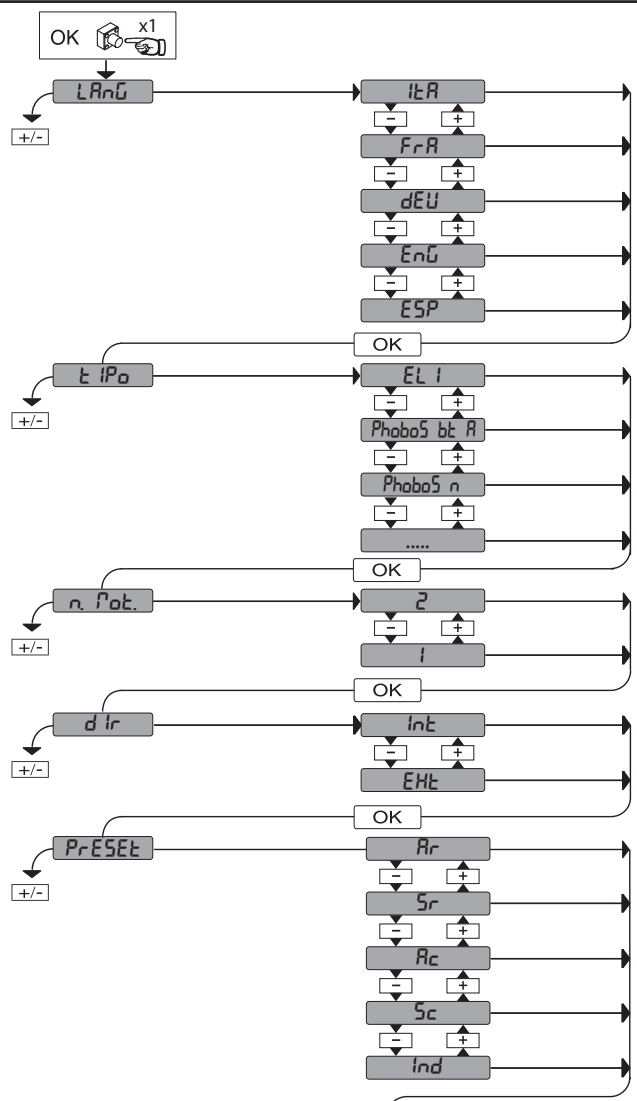 OK x1
LAnG
ItA
+/-
- +
FrA
- +
dEU
- +
EnG
- +
ESP
OK
tIPo
EL I
+/-
- +
PhoboS bt A
- +
PhoboS n
- +
.....
OK
n. Mot.
2
+/-
- +
1
OK
dIr
Int
+/-
- +
EHt
OK
PrESEt
Ar
+/-
- +
Sr
- +
Ac
- +
Sc
- +
Ind